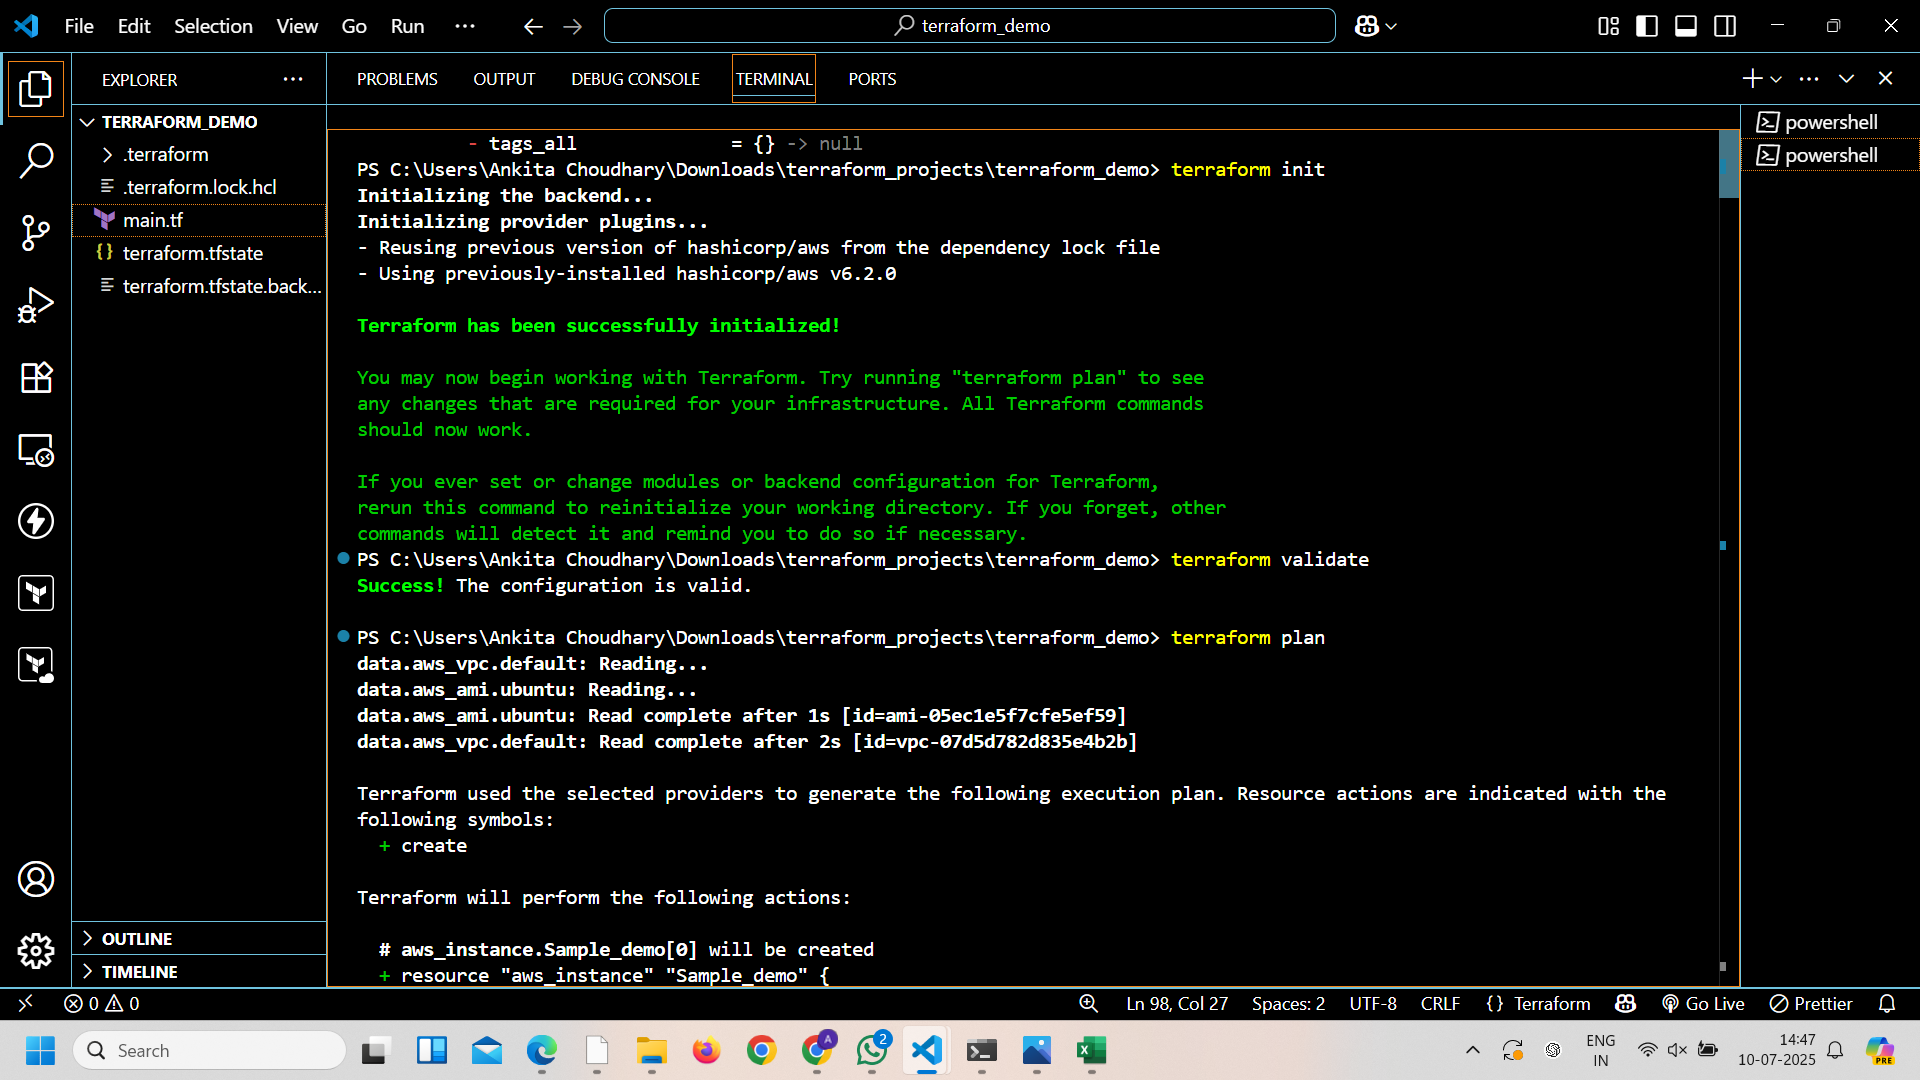 File Edit Selection View Go Run ... terraform_demo
EXPLORER
PROBLEMS OUTPUT DEBUG CONSOLE TERMINAL PORTS
TERRAFORM_DEMO
.terraform
.terraform.lock.hcl
main.tf
terraform.tfstate
terraform.tfstate.back...
OUTLINE
TIMELINE
- tags_all = {} -> null
PS C:\Users\Ankita Choudhary\Downloads\terraform_projects\terraform_demo> terraform init
Initializing the backend...
Initializing provider plugins...
- Reusing previous version of hashicorp/aws from the dependency lock file
- Using previously-installed hashicorp/aws v6.2.0
Terraform has been successfully initialized!
You may now begin working with Terraform. Try running "terraform plan" to see
any changes that are required for your infrastructure. All Terraform commands
should now work.
If you ever set or change modules or backend configuration for Terraform,
rerun this command to reinitialize your working directory. If you forget, other
commands will detect it and remind you to do so if necessary.
PS C:\Users\Ankita Choudhary\Downloads\terraform_projects\terraform_demo> terraform validate
Success! The configuration is valid.
PS C:\Users\Ankita Choudhary\Downloads\terraform_projects\terraform_demo> terraform plan
data.aws_vpc.default: Reading...
data.aws_ami.ubuntu: Reading...
data.aws_ami.ubuntu: Read complete after 1s [id=ami-05ec1e5f7cfe5ef59]
data.aws_vpc.default: Read complete after 2s [id=vpc-07d5d782d835e4b2b]
Terraform used the selected providers to generate the following execution plan. Resource actions are indicated with the
following symbols:
+ create
Terraform will perform the following actions:
# aws_instance.Sample_demo[0] will be created
+ resource "aws_instance" "Sample_demo" {
powershell
powershell
0 0 Ln 98, Col 27 Spaces: 2 UTF-8 CRLF {} Terraform Go Live Prettier
Search
A
2
ENG
IN
14:47
10-07-2025
PRE